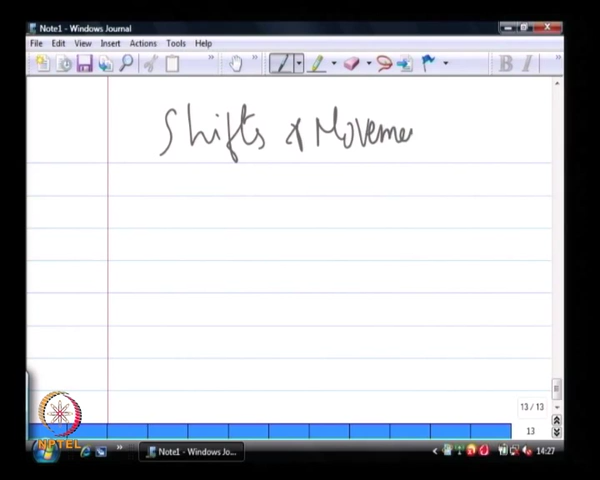 Note1 - Windows Journal
File Edit View Insert Actions Tools Help
B I
Shifts & Moveme
13 / 13
13
NPTEL
Note1 - Windows Jo...
14:27